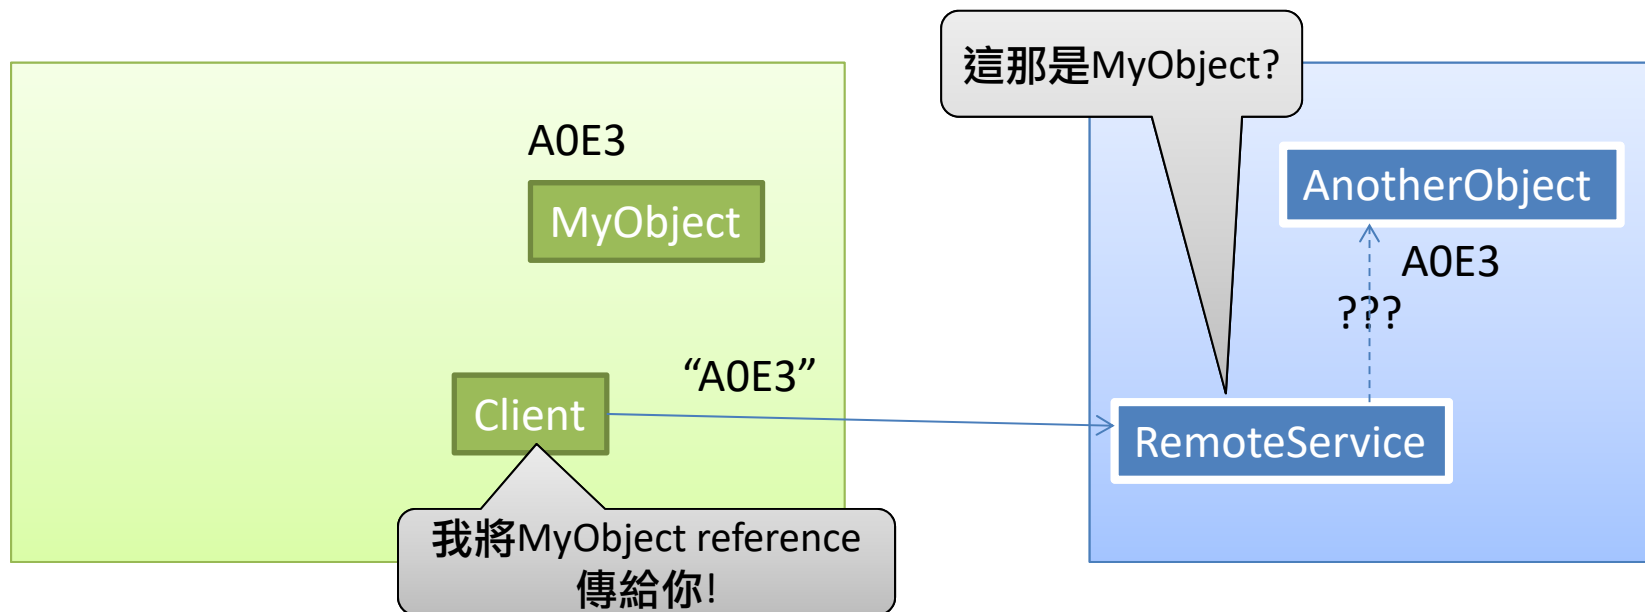 這那是MyObject?
A0E3
MyObject
AnotherObject
A0E3
???
“A0E3”
Client
RemoteService
我將MyObject reference
傳給你!